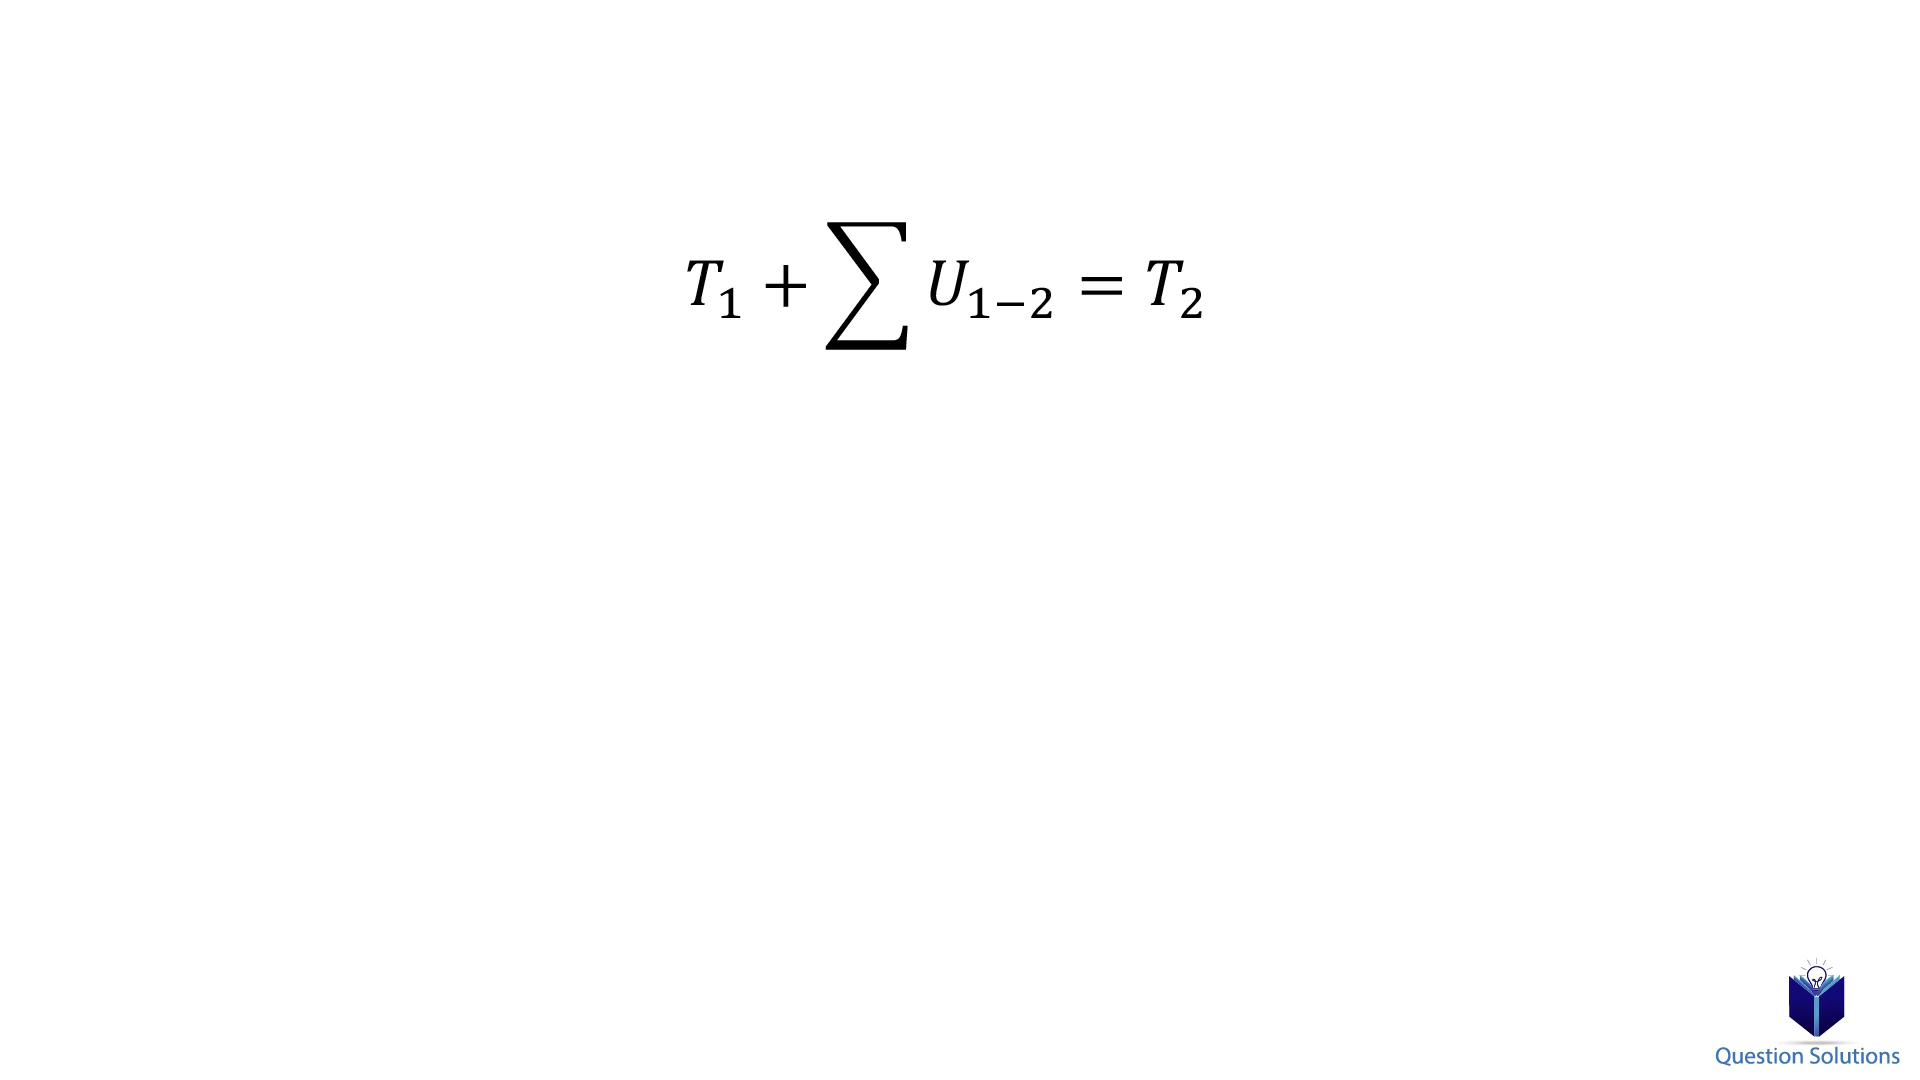 T₁ + ∑ U₁₋₂ = T₂
Question Solutions